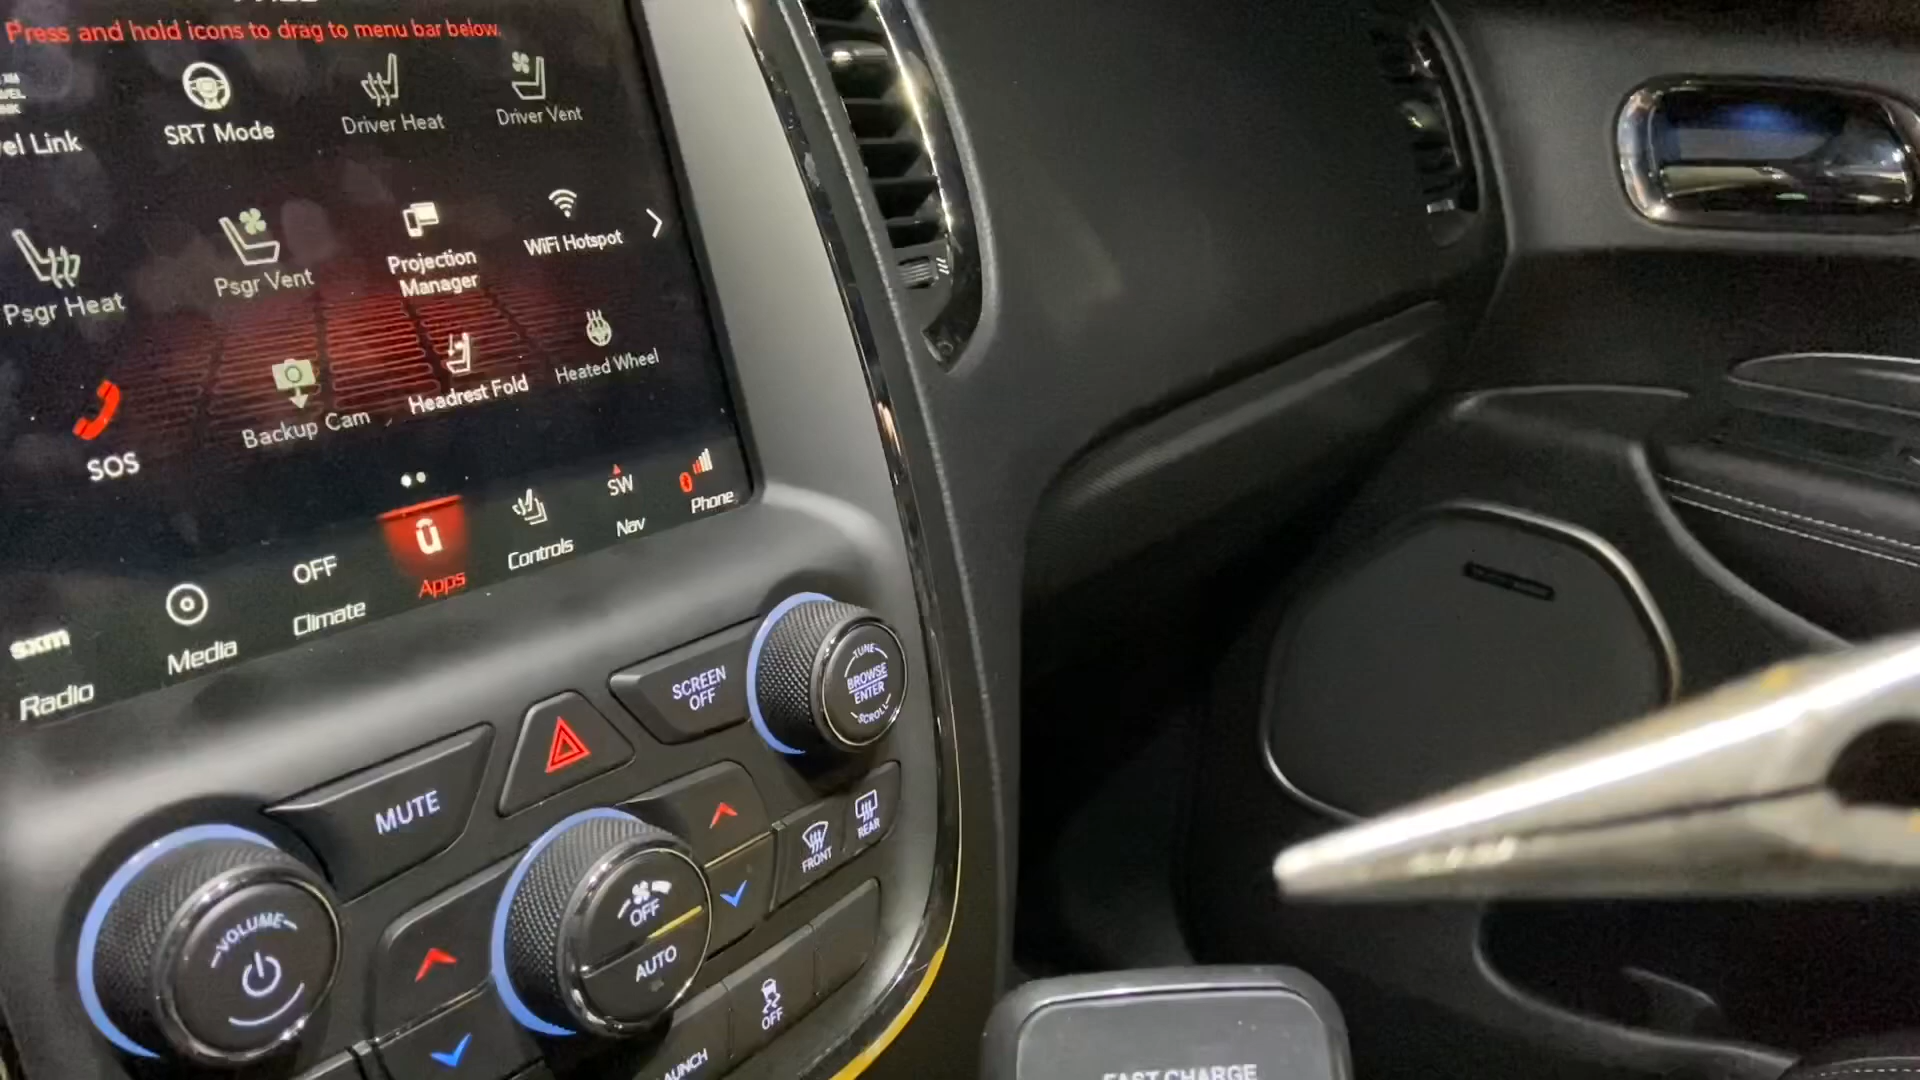 Press and hold icons to drag to menu bar below.
SRT Mode
Driver Heat
Driver Vent
Link
Psgr Heat
Psgr Vent
Projection
Manager
WiFi Hotspot
SOS
Backup Cam
Headrest Fold
Heated Wheel
sxm
Radio
Media
OFF
Climate
Apps
Controls
SW
Nav
Phone
SCREEN
OFF
TUNE
BROWSE
ENTER
SCROLL
MUTE
VOLUME
OFF
AUTO
FRONT
REAR
OFF
FAST CHARGE